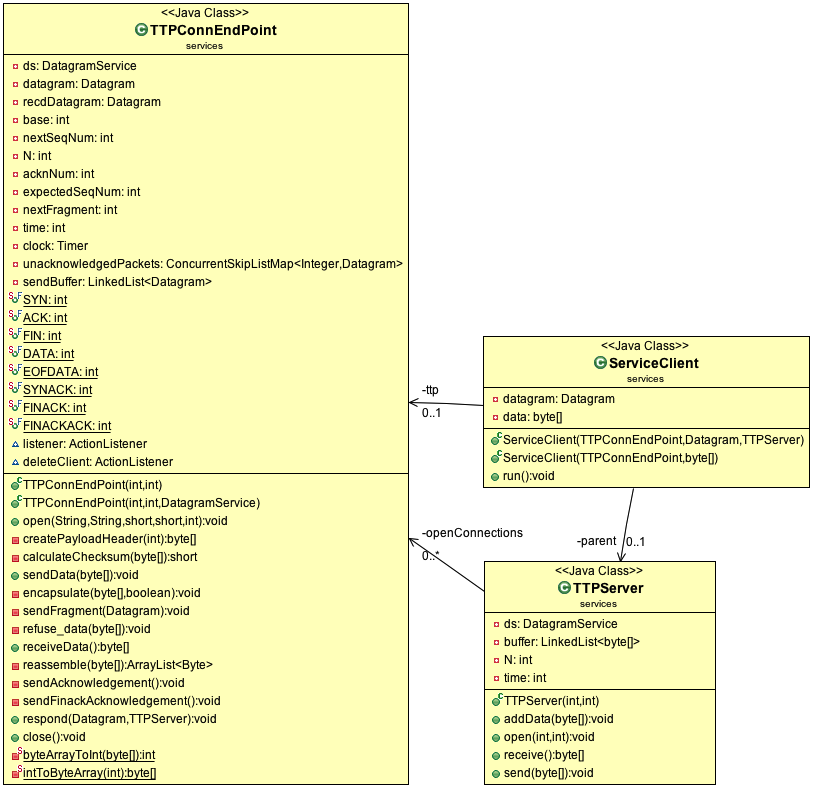 <<Java Class>>
TTPConnEndPoint
services
ds: DatagramService
datagram: Datagram
recdDatagram: Datagram
base: int
nextSeqNum: int
N: int
acknNum: int
expectedSeqNum: int
nextFragment: int
time: int
clock: Timer
unacknowledgedPackets: ConcurrentSkipListMap<Integer,Datagram>
sendBuffer: LinkedList<Datagram>
SYN: int
ACK: int
FIN: int
DATA: int
EOFDATA: int
SYNACK: int
FINACK: int
FINACKACK: int
listener: ActionListener
deleteClient: ActionListener
TTPConnEndPoint(int,int)
TTPConnEndPoint(int,int,DatagramService)
open(String,String,short,short,int):void
createPayloadHeader(int):byte[]
calculateChecksum(byte[]):short
sendData(byte[]):void
encapsulate(byte[],boolean):void
sendFragment(Datagram):void
refuse_data(byte[]):void
receiveData():byte[]
reassemble(byte[]):ArrayList<Byte>
sendAcknowledgement():void
sendFinackAcknowledgement():void
respond(Datagram,TTPServer):void
close():void
byteArrayToInt(byte[]):int
intToByteArray(int):byte[]
-ttp
0..1
<<Java Class>>
ServiceClient
services
datagram: Datagram
data: byte[]
ServiceClient(TTPConnEndPoint,Datagram,TTPServer)
ServiceClient(TTPConnEndPoint,byte[])
run():void
-openConnections
0..*
-parent
0..1
<<Java Class>>
TTPServer
services
ds: DatagramService
buffer: LinkedList<byte[]>
N: int
time: int
TTPServer(int,int)
addData(byte[]):void
open(int,int):void
receive():byte[]
send(byte[]):void